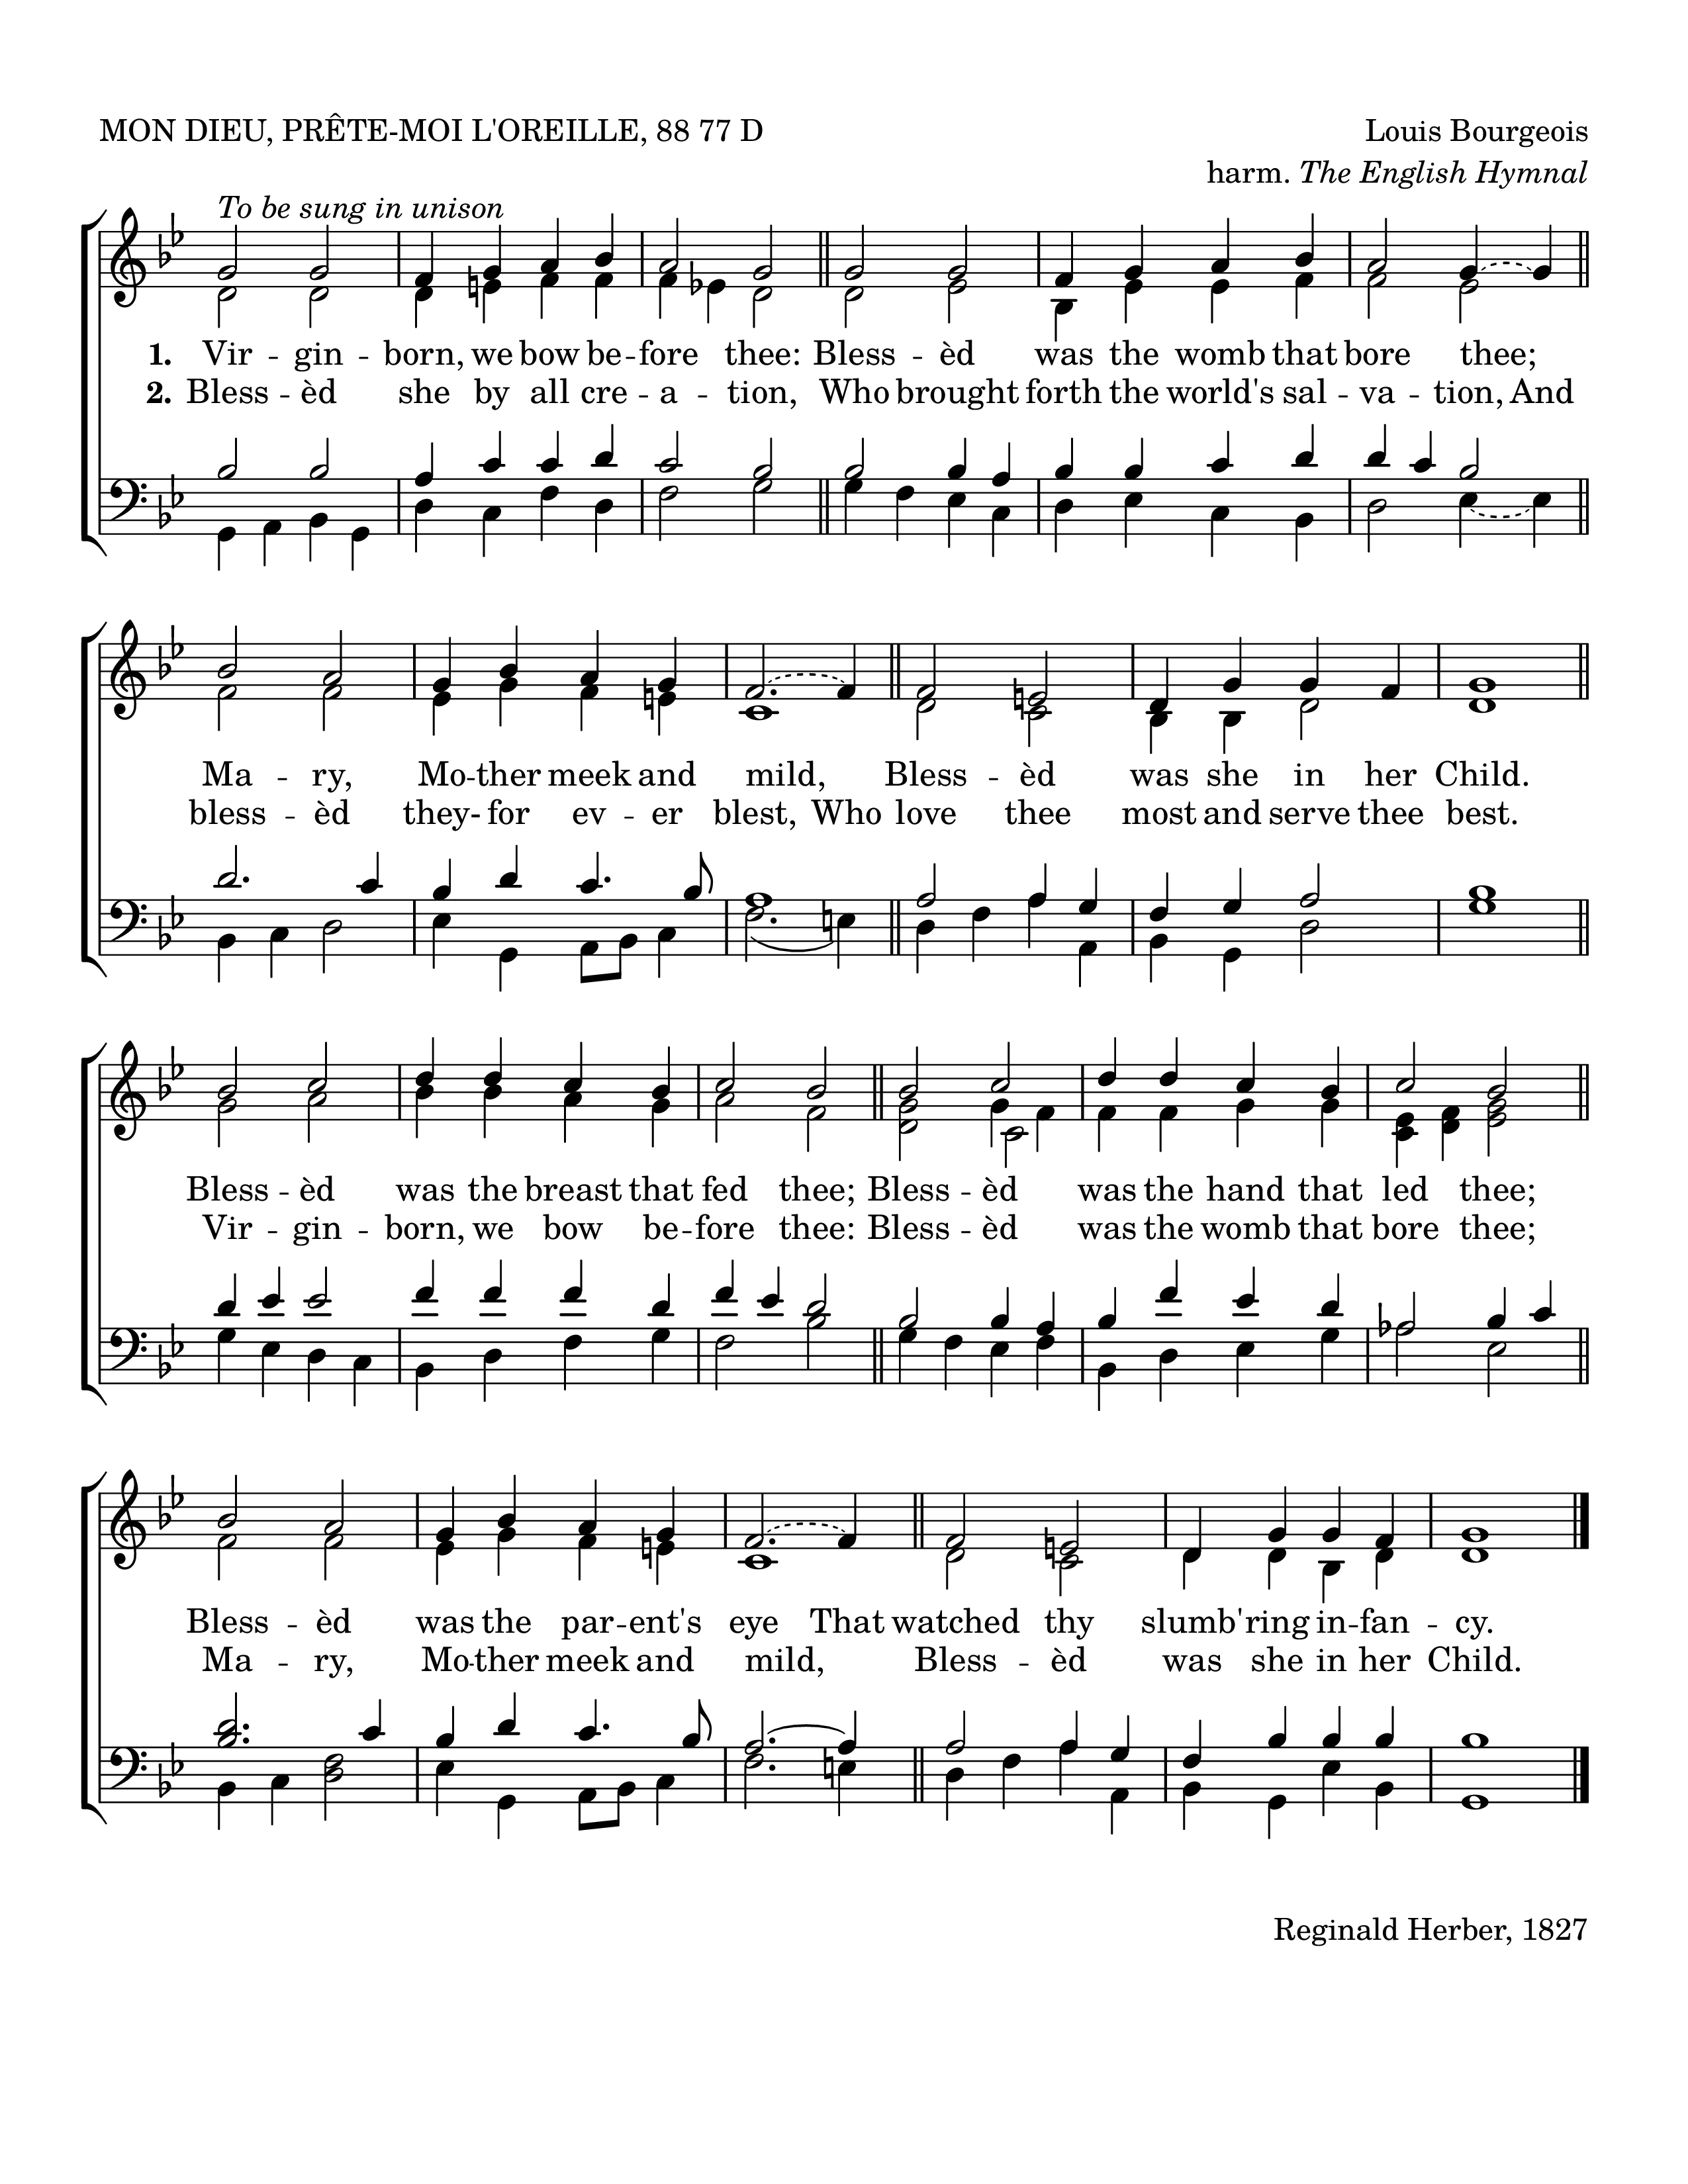 MON DIEU, PRÊTE-MOI L'OREILLE, 88 77 D
Louis Bourgeois
harm. The English Hymnal
To be sung in unison
1. Vir -- gin -- born, we bow be -- fore thee: Bless -- èd was the womb that bore thee;
2. Bless -- èd she by all cre -- a -- tion, Who brought forth the world's sal -- va -- tion, And
Ma -- ry, Mo -- ther meek and mild, Bless -- èd was she in her Child.
bless -- èd they- for ev -- er blest, Who love thee most and serve thee best.
Bless -- èd was the breast that fed thee; Bless -- èd was the hand that led thee;
Vir -- gin -- born, we bow be -- fore thee: Bless -- èd was the womb that bore thee;
Bless -- èd was the par -- ent's eye That watched thy slumb' -- ring in -- fan -- cy.
Ma -- ry, Mo -- ther meek and mild, Bless -- èd was she in her Child.
Reginald Herber, 1827